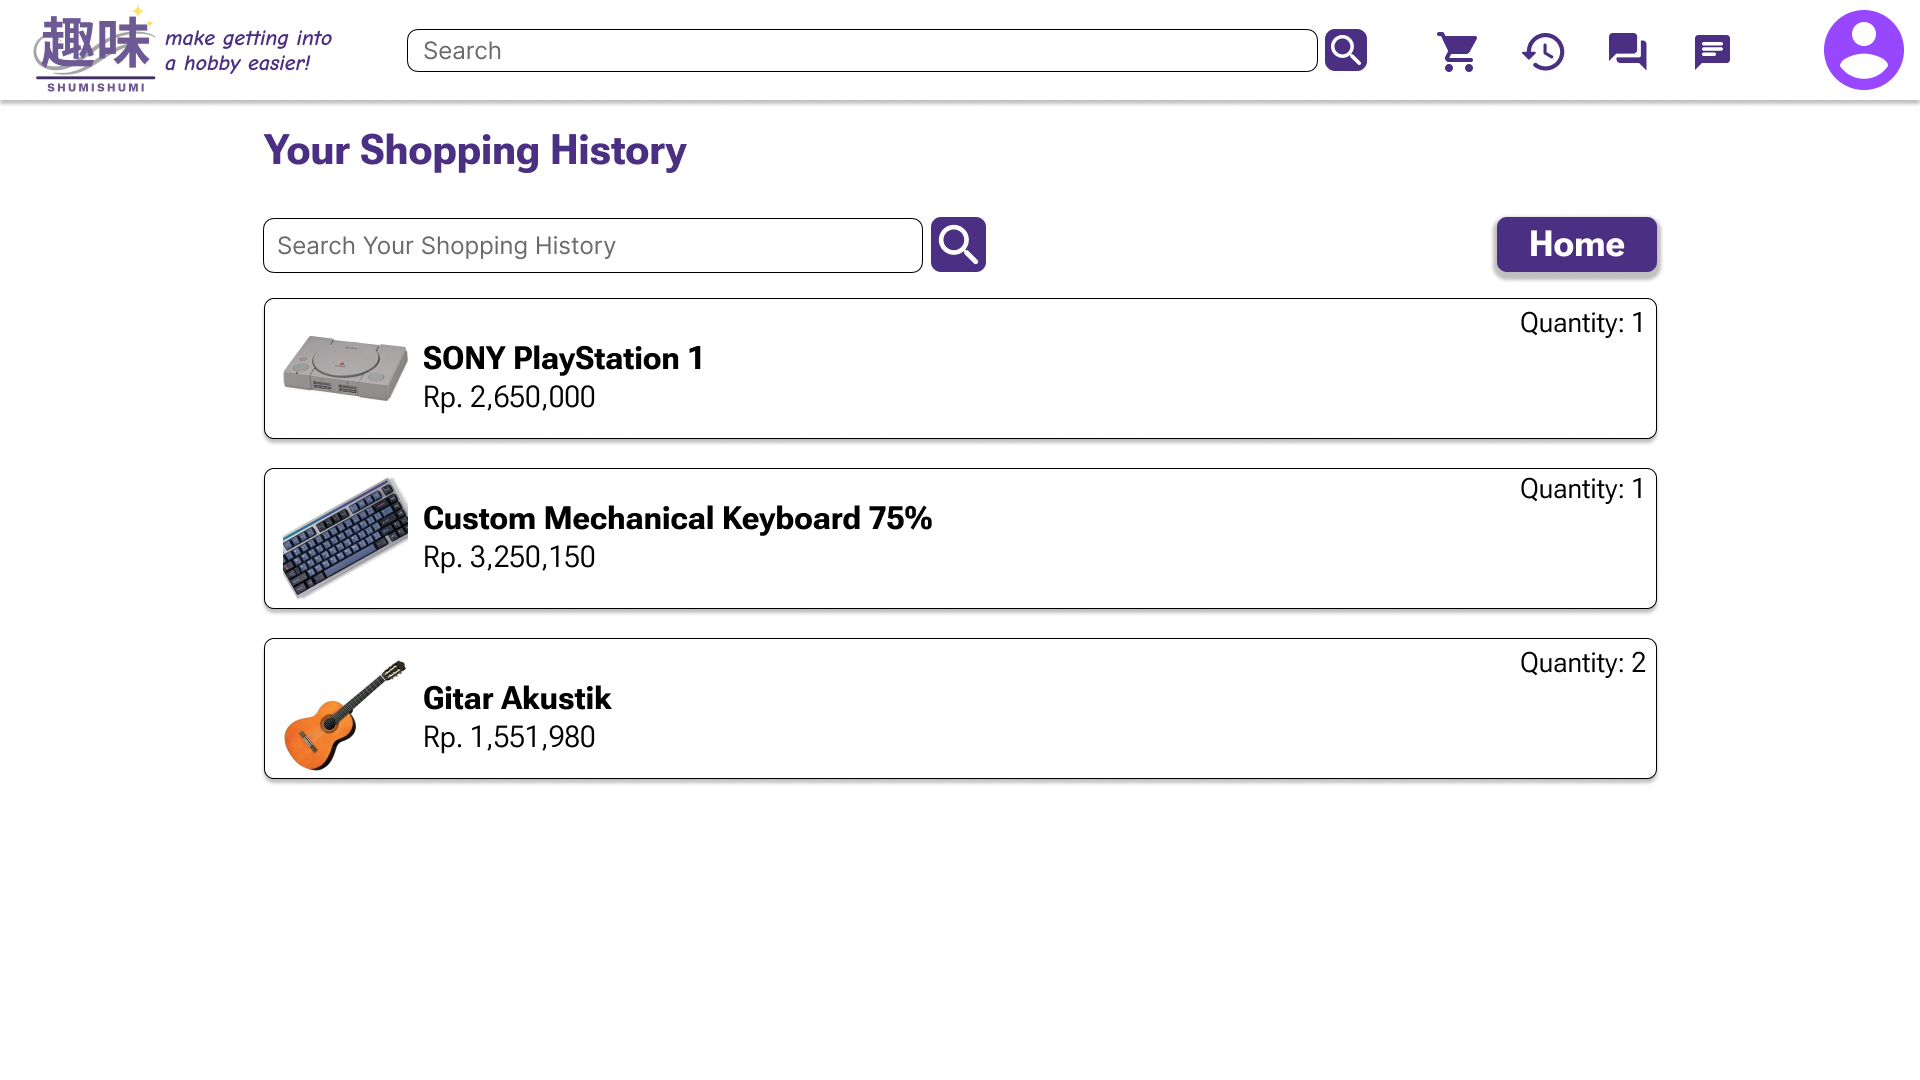 趣味
SHUMISHUMI
make getting into
a hobby easier!
Search
Your Shopping History
Search Your Shopping History
Home
Quantity: 1
SONY PlayStation 1
Rp. 2,650,000
Quantity: 1
Custom Mechanical Keyboard 75%
Rp. 3,250,150
Quantity: 2
Gitar Akustik
Rp. 1,551,980